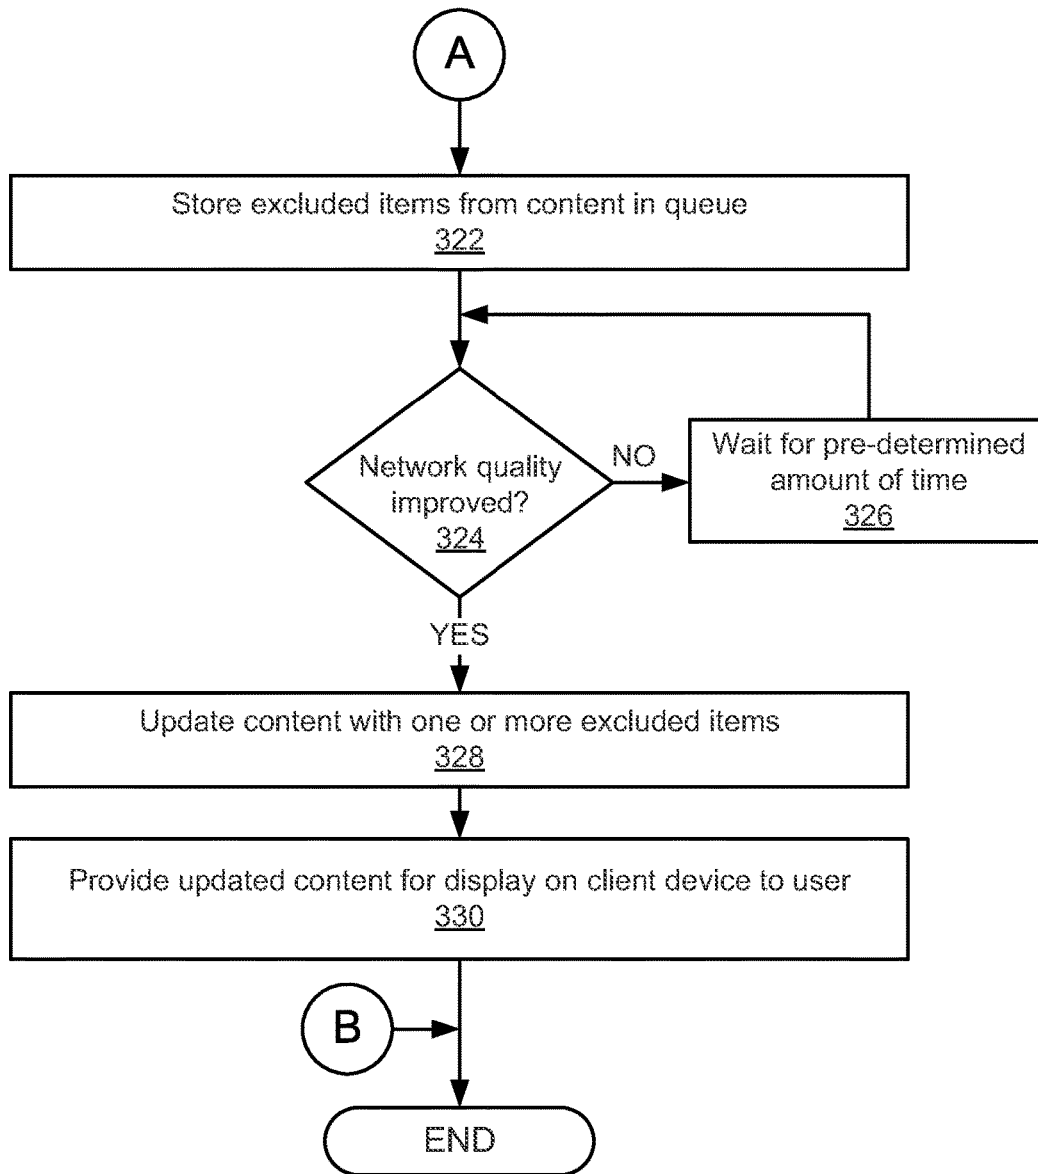 A
Store excluded items from content in queue
322
Network quality
improved?
324
NO
Wait for pre-determined
amount of time
326
YES
Update content with one or more excluded items
328
Provide updated content for display on client device to user
330
B
END